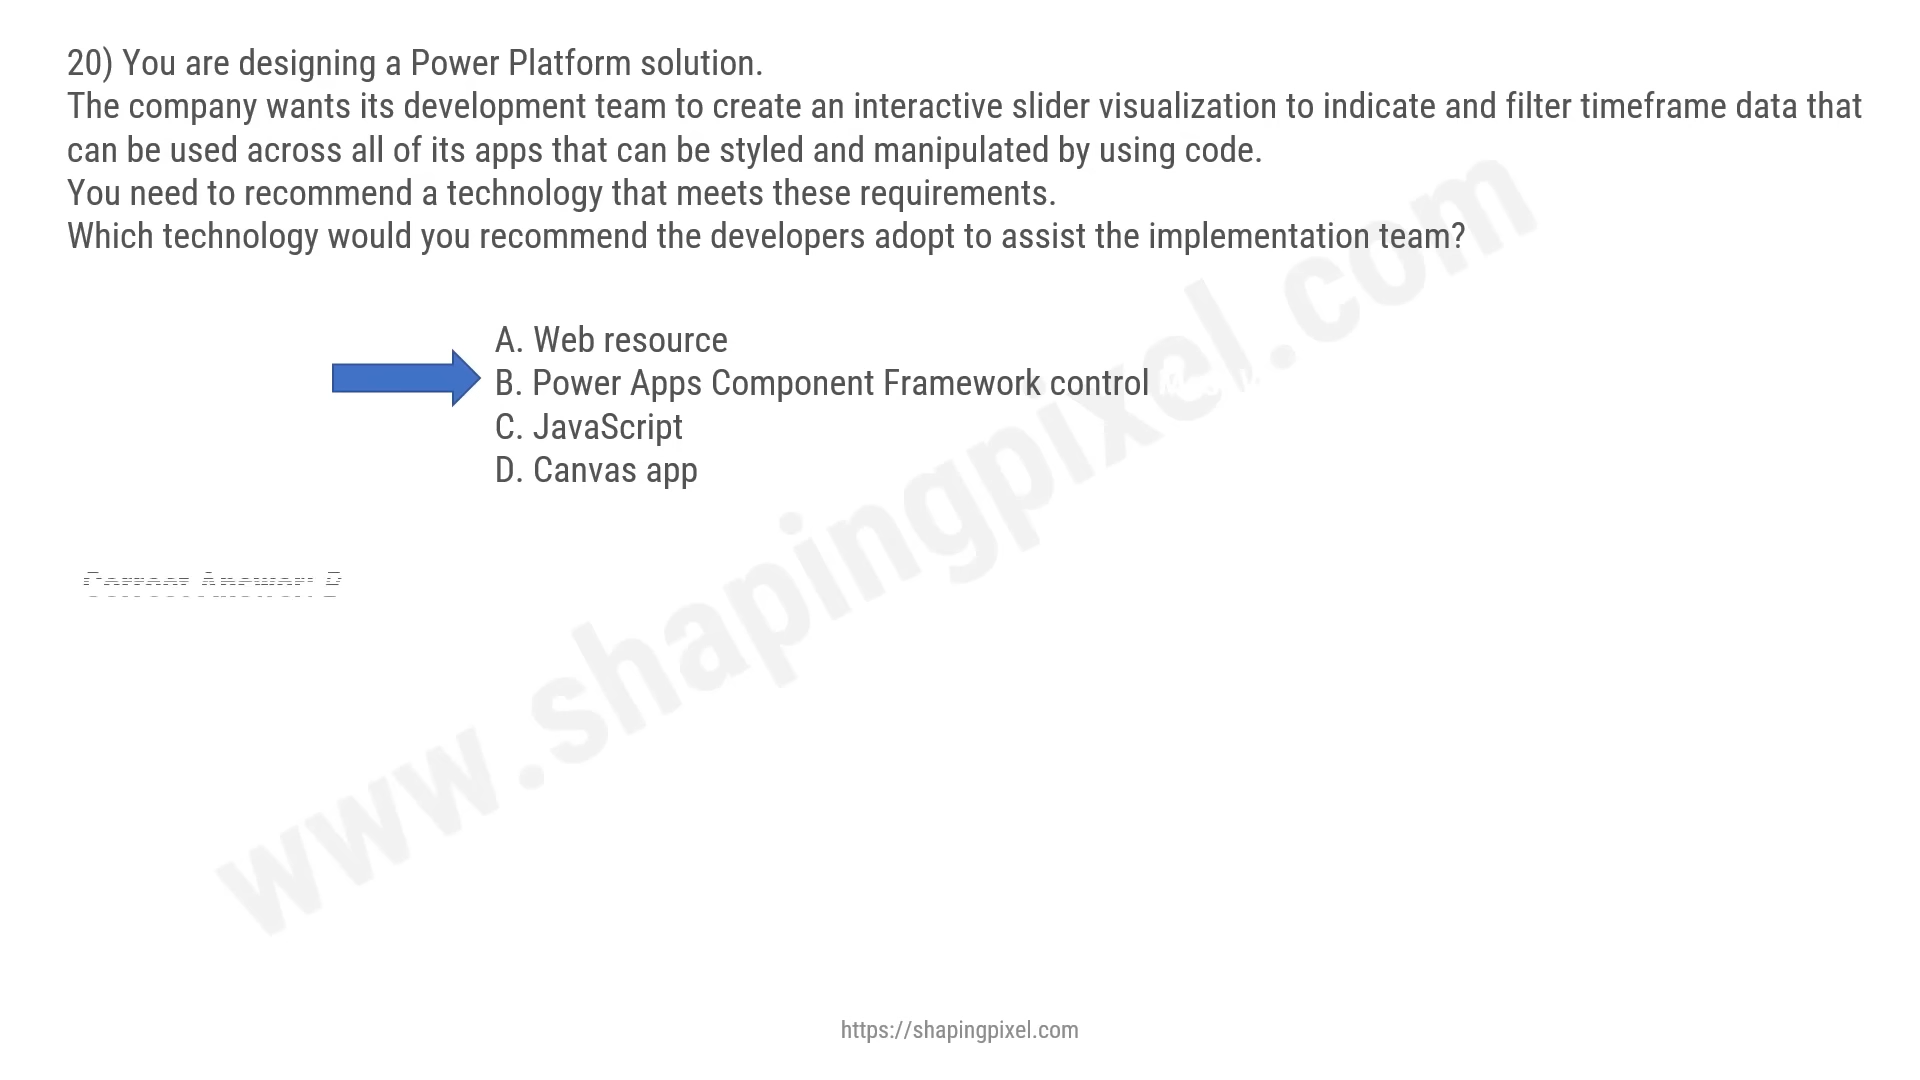 20) You are designing a Power Platform solution.
The company wants its development team to create an interactive slider visualization to indicate and filter timeframe data that
can be used across all of its apps that can be styled and manipulated by using code.
You need to recommend a technology that meets these requirements.
Which technology would you recommend the developers adopt to assist the implementation team?
A. Web resource
B. Power Apps Component Framework control
C. JavaScript
D. Canvas app
Correct Answer: B
www.shapingpixel.com
https://shapingpixel.com